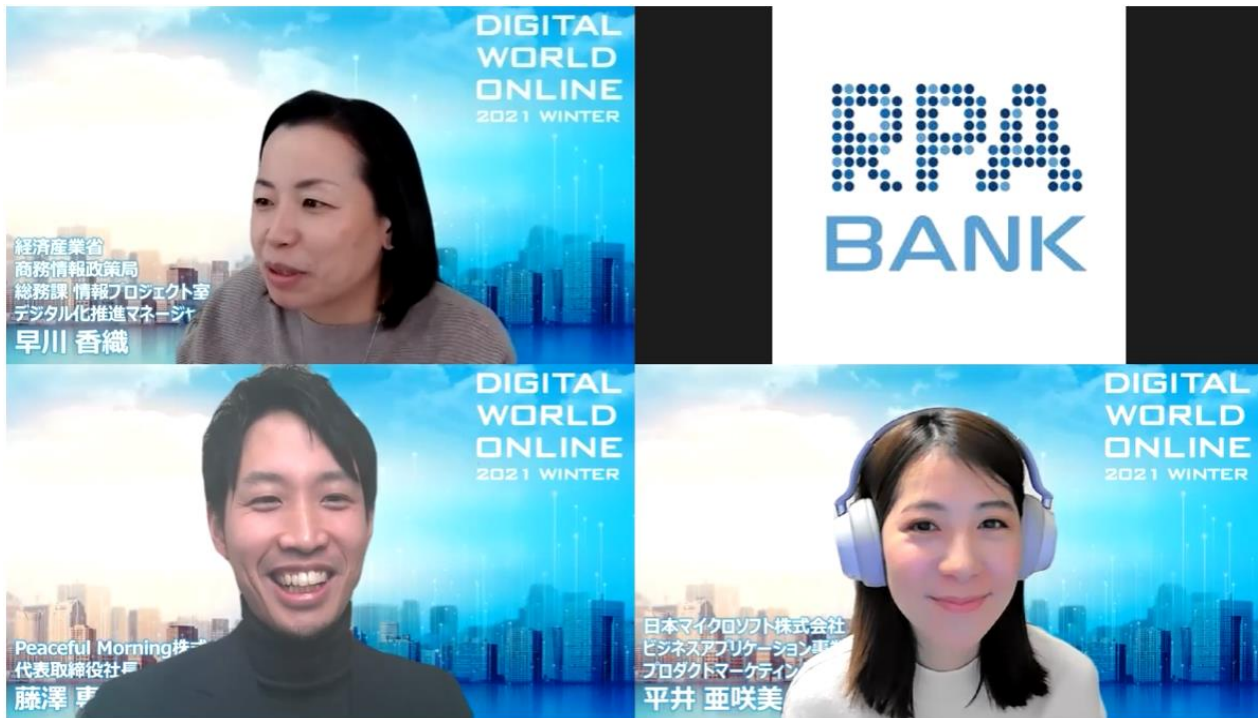 DIGITAL
WORLD
ONLINE
2021 WINTER
経済産業省
商務情報政策局
総務課 情報プロジェクト室
デジタル化推進マネージャ
早川 香織
RPA
BANK
DIGITAL
WORLD
ONLINE
2021 WINTER
Peaceful Morning株
代表取締役社長
藤澤
DIGITAL
WORLD
ONLINE
2021 WINTER
日本マイクロソフト株式会社
ビジネスアプリケーション
プロダクトマーケティン
平井 亜咲美